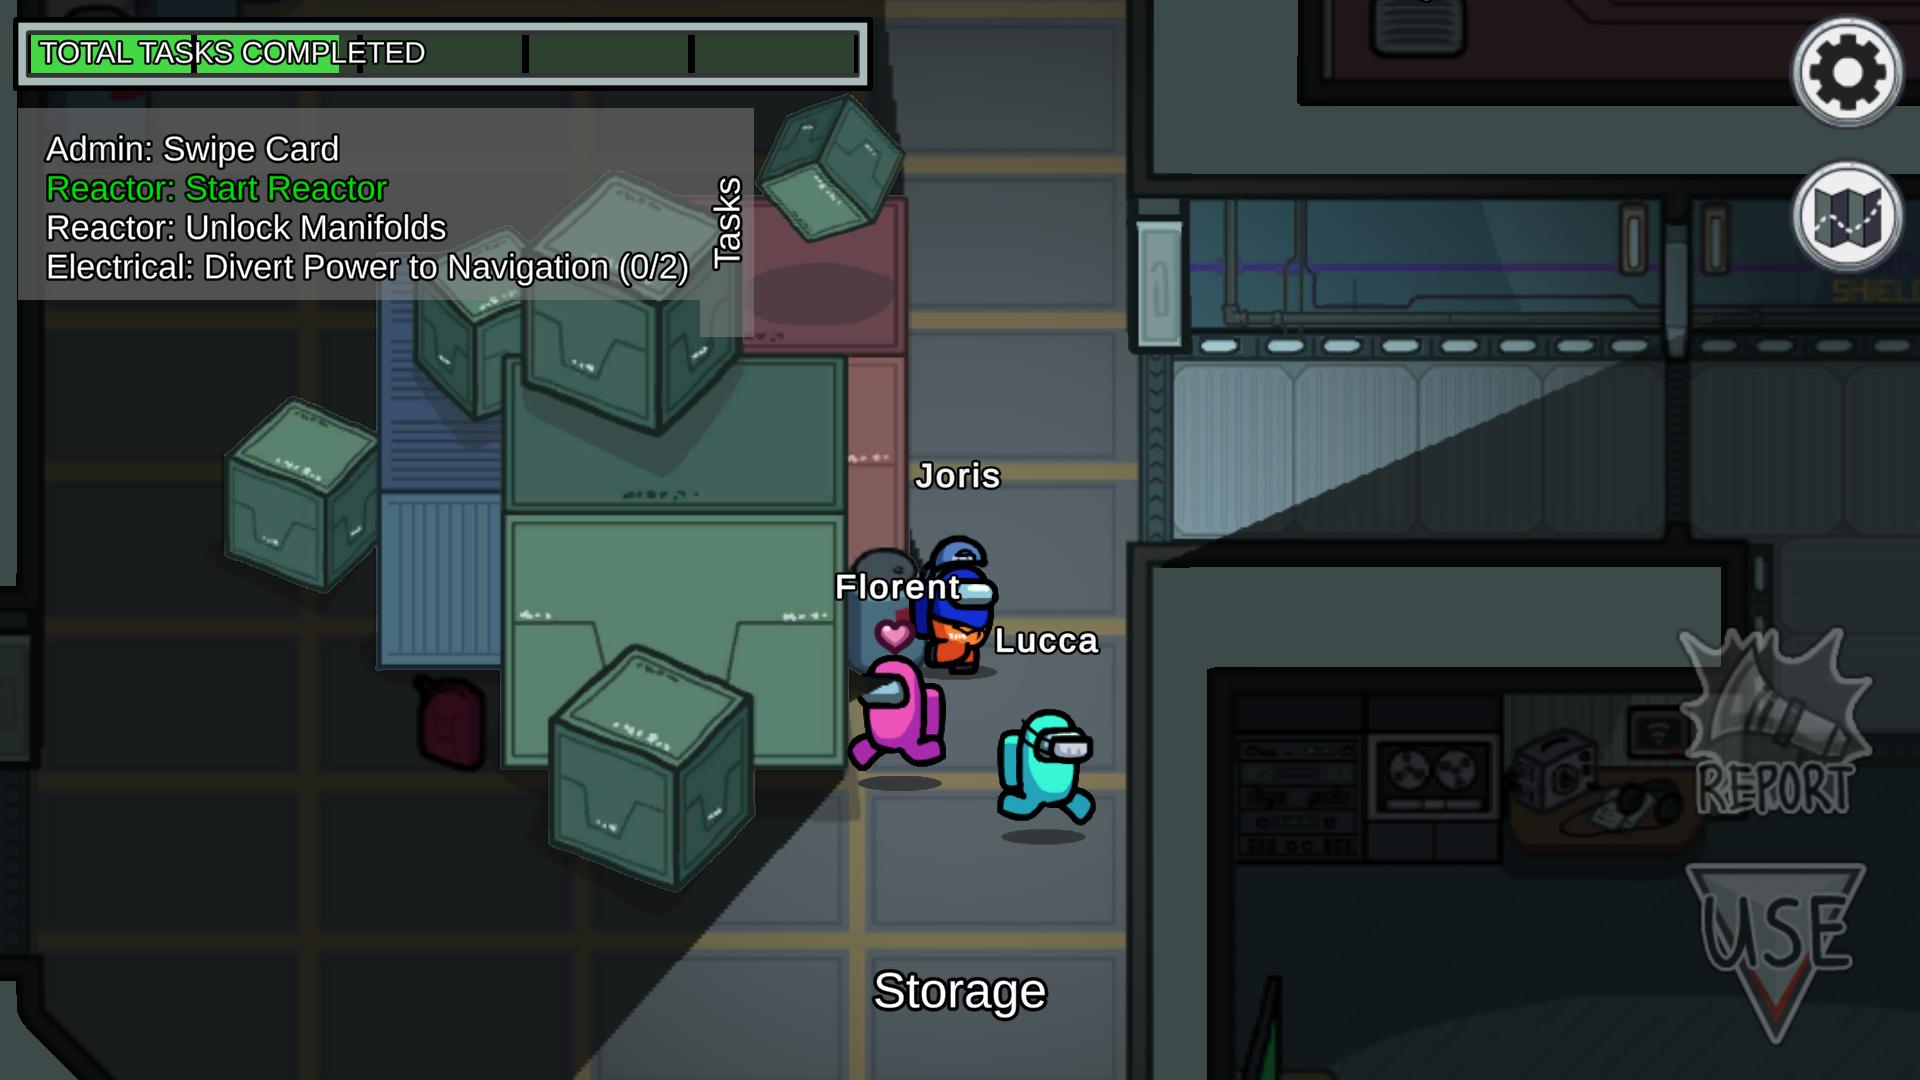 TOTAL TASKS COMPLETED
Admin: Swipe Card
Reactor: Start Reactor
Reactor: Unlock Manifolds
Electrical: Divert Power to Navigation (0/2)
Tasks
SHIEL
Joris
Florent
Lucca
REPORT
USE
Storage